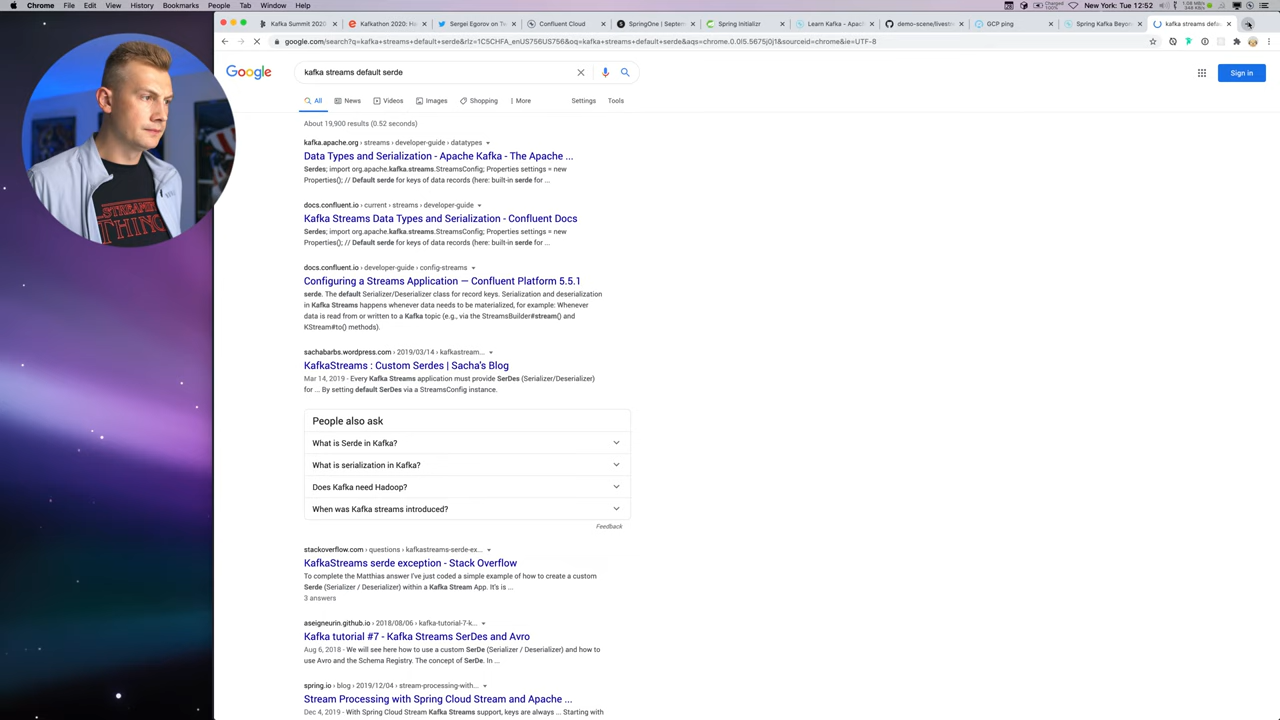 Chrome File Edit View History Bookmarks People Tab Window Help
New York: Tue 12:52
Kafka Summit 2020
Kafkathon 2020: Ha
Sergei Egorov on Tw
Confluent Cloud
SpringOne | Septem
Spring Initializr
Learn Kafka - Apac
demo-scene/livestre
GCP ping
Spring Kafka Beyon
kafka streams defa
google.com/search?q=kafka+streams+default+serde&rlz=1C5CHFA_enUS756US756&oq=kafka+streams+default+serde&aqs=chrome.0.0l5.5675j0j1&sourceid=chrome&ie=UTF-8
Google
kafka streams default serde
Sign in
All News Videos Images Shopping More Settings Tools
About 19,900 results (0.52 seconds)
kafka.apache.org › streams › developer-guide › datatypes
Data Types and Serialization - Apache Kafka - The Apache ...
Serdes; import org.apache.kafka.streams.StreamsConfig; Properties settings = new
Properties(); // Default serde for keys of data records (here: built-in serde for ...
docs.confluent.io › current › streams › developer-guide
Kafka Streams Data Types and Serialization - Confluent Docs
Serdes; import org.apache.kafka.streams.StreamsConfig; Properties settings = new
Properties(); // Default serde for keys of data records (here: built-in serde for ...
docs.confluent.io › developer-guide › config-streams
Configuring a Streams Application — Confluent Platform 5.5.1
serde. The default Serializer/Deserializer class for record keys. Serialization and deserialization
in Kafka Streams happens whenever data needs to be materialized, for example: Whenever
data is read from or written to a Kafka topic (e.g., via the StreamsBuilder#stream() and
KStream#to() methods).
sachabarbs.wordpress.com › 2019/03/14 › kafkastream...
KafkaStreams : Custom Serdes | Sacha's Blog
Mar 14, 2019 - Every Kafka Streams application must provide SerDes (Serializer/Deserializer)
for ... By setting default SerDes via a StreamsConfig instance.
People also ask
What is Serde in Kafka?
What is serialization in Kafka?
Does Kafka need Hadoop?
When was Kafka streams introduced?
Feedback
stackoverflow.com › questions › kafkastreams-serde-ex...
KafkaStreams serde exception - Stack Overflow
To complete the Matthias answer I've just coded a simple example of how to create a custom
Serde (Serializer / Deserializer) within a Kafka Stream App. It's is ...
3 answers
aseigneurin.github.io › 2018/08/06 › kafka-tutorial-7-k...
Kafka tutorial #7 - Kafka Streams SerDes and Avro
Aug 6, 2018 - We will see here how to use a custom SerDe (Serializer / Deserializer) and how to
use Avro and the Schema Registry. The concept of SerDe. In ...
spring.io › blog › 2019/12/04 › stream-processing-with...
Stream Processing with Spring Cloud Stream and Apache ...
Dec 4, 2019 - With Spring Cloud Stream Kafka Streams support, keys are always ... Starting with
STREAMING
THING